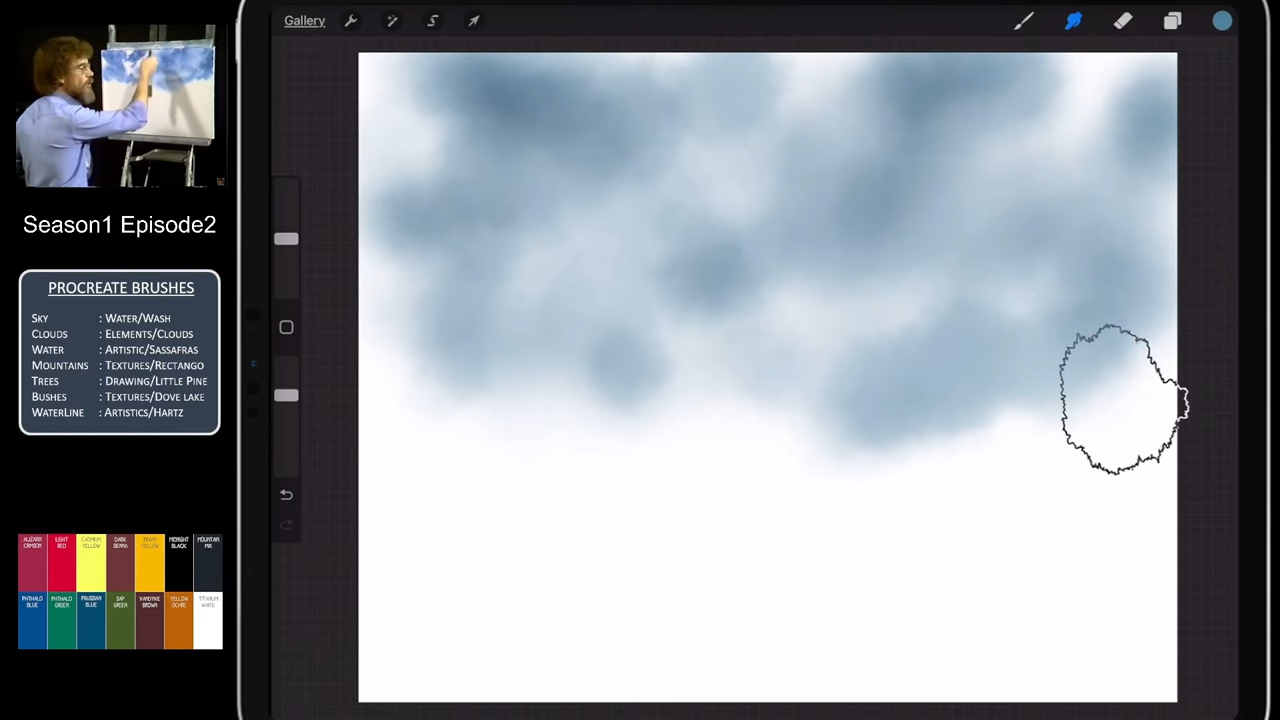 Gallery
Season1 Episode2
PROCREATE BRUSHES
SKY : WATER/WASH
CLOUDS : ELEMENTS/CLOUDS
WATER : ARTISTIC/SASSAFRAS
MOUNTAINS : TEXTURES/RECTANGO
TREES : DRAWING/LITTLE PINE
BUSHES : TEXTURES/DOVE LAKE
WATERLINE : ARTISTICS/HARTZ
ALIZARIN CRIMSON
LIGHT RED
CADMIUM YELLOW
DARK SIENNA
INDIAN YELLOW
MIDNIGHT BLACK
MOUNTAIN MIX
PHTHALO BLUE
PHTHALO GREEN
PRUSSIAN BLUE
SAP GREEN
VANDYKE BROWN
YELLOW OCHRE
TITANIUM WHITE